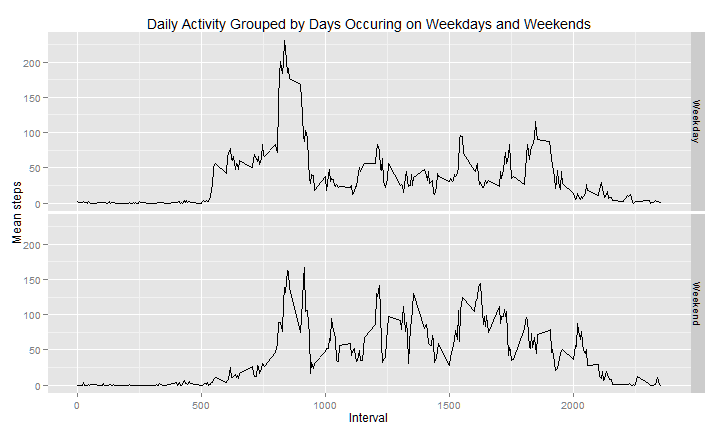 Daily Activity Grouped by Days Occuring on Weekdays and Weekends
200
150
100
50
0
Weekday
Mean steps
200
150
100
50
0
Weekend
0 500 1000 1500 2000
Interval